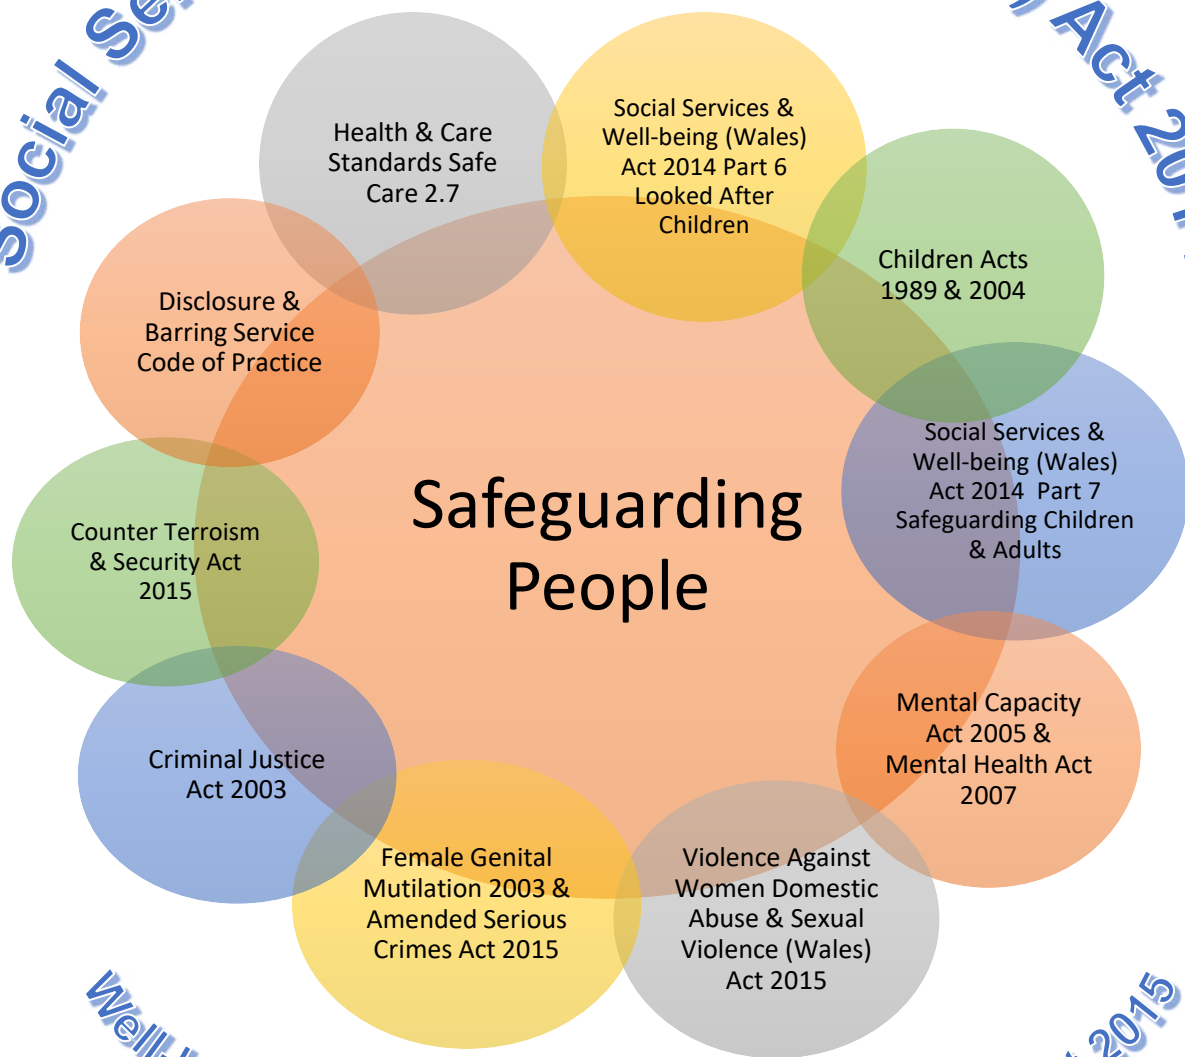 Social Se
Act 201
Health & Care
Standards Safe
Care 2.7
Social Services &
Well-being (Wales)
Act 2014 Part 6
Looked After
Children
Children Acts
1989 & 2004
Social Services &
Well-being (Wales)
Act 2014  Part 7
Safeguarding Children
& Adults
Mental Capacity
Act 2005 &
Mental Health Act
2007
Violence Against
Women Domestic
Abuse & Sexual
Violence (Wales)
Act 2015
Female Genital
Mutilation 2003 &
Amended Serious
Crimes Act 2015
Criminal Justice
Act 2003
Counter Terroism
& Security Act
2015
Disclosure &
Barring Service
Code of Practice
Safeguarding
People
2015